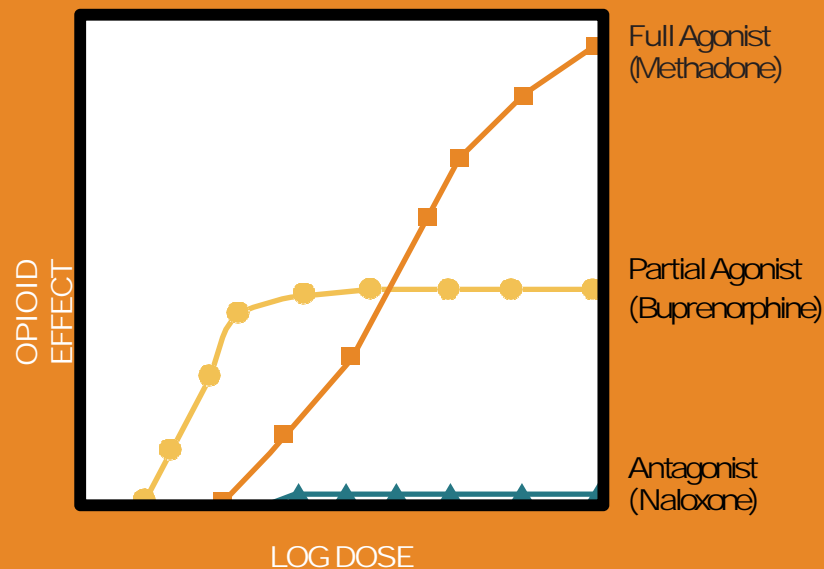 Full Agonist
(Methadone)
OPIOID
EFFECT
Partial Agonist
(Buprenorphine)
Antagonist
(Naloxone)
LOG DOSE